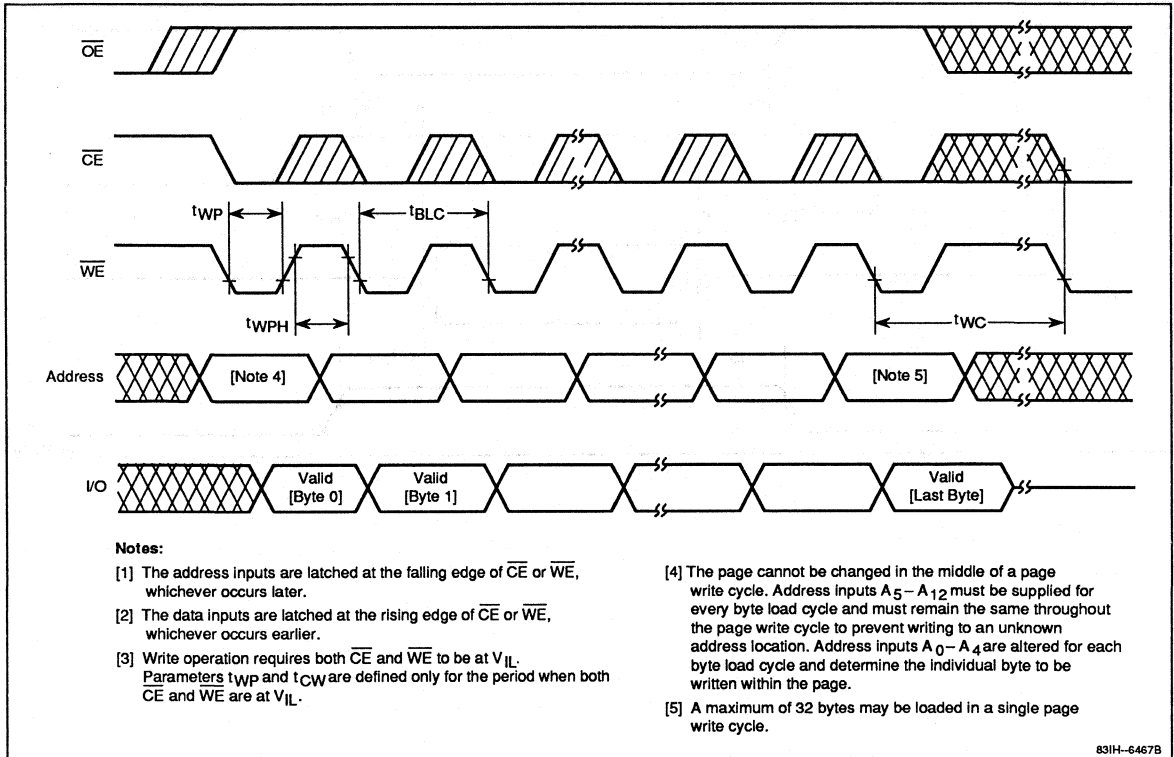 OE
CE
tWP
tBLC
WE
tWPH
tWC
Address
[Note 4]
[Note 5]
I/O
Valid
[Byte 0]
Valid
[Byte 1]
Valid
[Last Byte]
Notes:
[1] The address inputs are latched at the falling edge of CE or WE,
whichever occurs later.
[2] The data inputs are latched at the rising edge of CE or WE,
whichever occurs earlier.
[3] Write operation requires both CE and WE to be at VIL.
Parameters tWP and tCW are defined only for the period when both
CE and WE are at VIL.
[4] The page cannot be changed in the middle of a page
write cycle. Address inputs A5–A12 must be supplied for
every byte load cycle and must remain the same throughout
the page write cycle to prevent writing to an unknown
address location. Address inputs A0–A4 are altered for each
byte load cycle and determine the individual byte to be
written within the page.
[5] A maximum of 32 bytes may be loaded in a single page
write cycle.
83IH--6467B